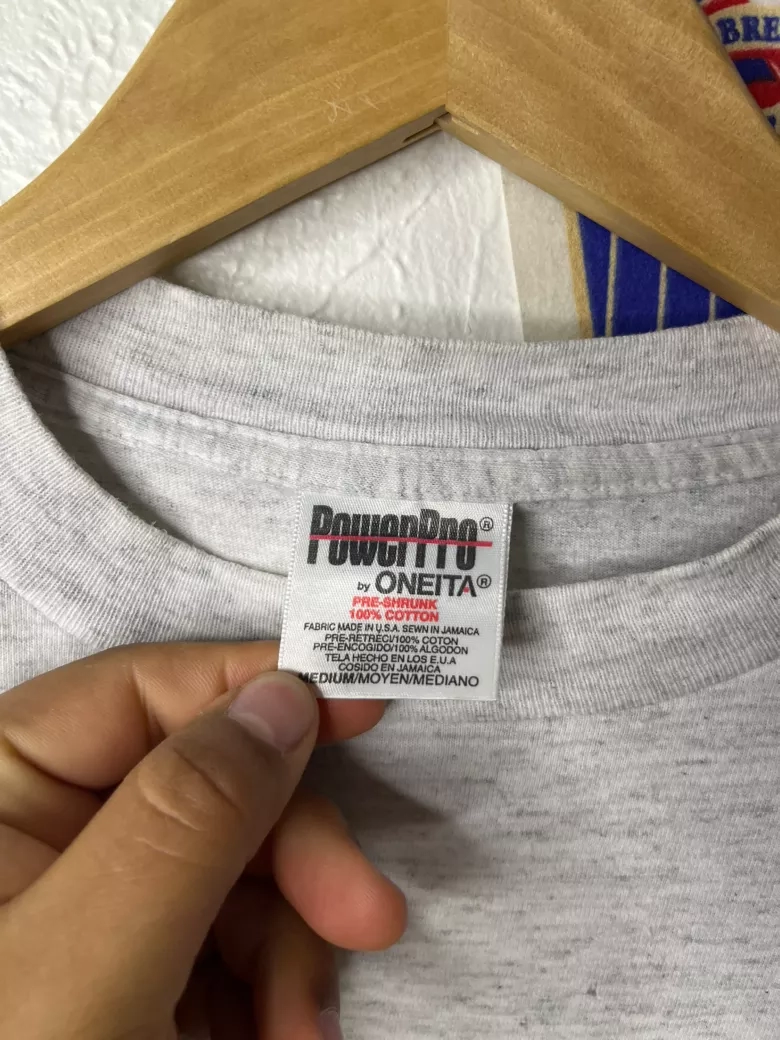 BRE
PowerPro®
by ONEITA®
PRE-SHRUNK
100% COTTON
FABRIC MADE IN U.S.A. SEWN IN JAMAICA
PRE-RETRECI/100% COTON
PRE-ENCOGIDO/100% ALGODON
TELA HECHO EN LOS E.U.A
COSIDO EN JAMAICA
MEDIUM/MOYEN/MEDIANO